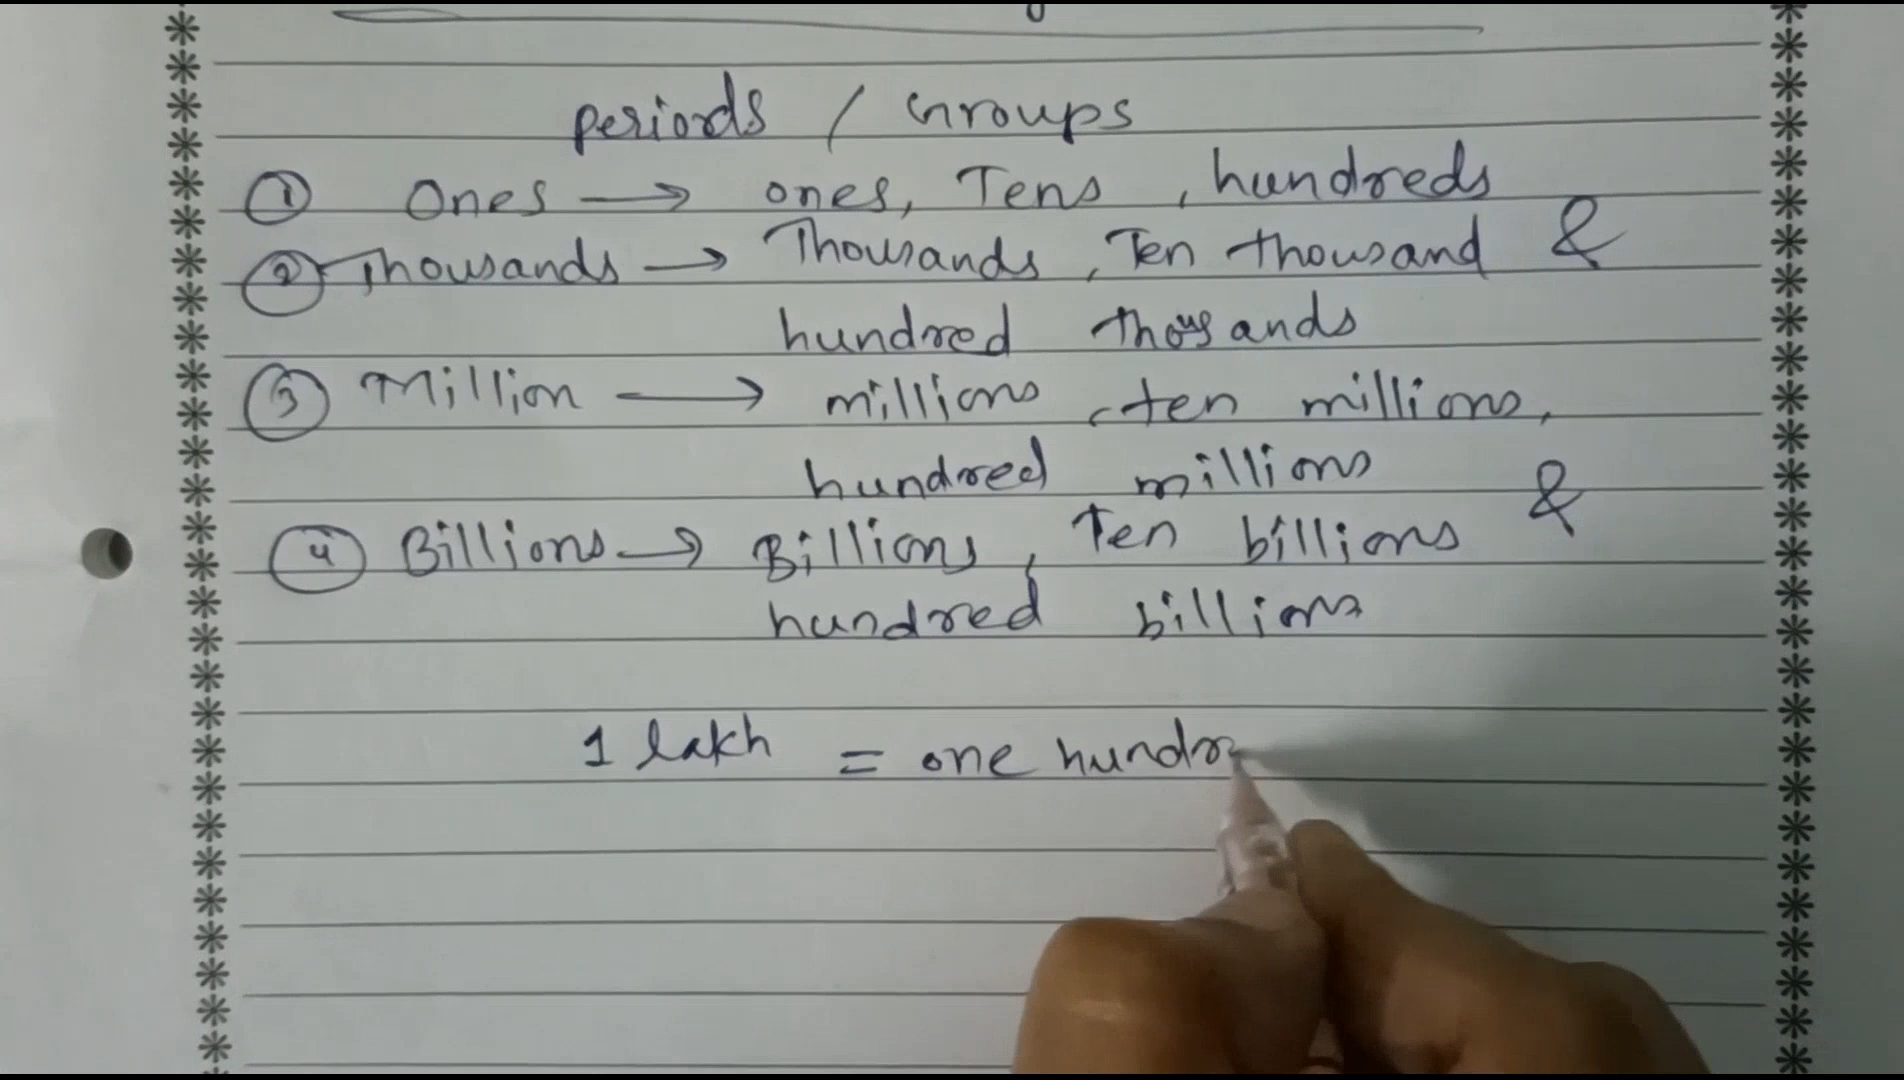 periods / Groups
① Ones → ones, Tens, hundreds
② Thousands → Thousands, Ten thousand &
hundred thousands
③ Million → millions, ten millions,
hundred millions &
④ Billions → Billions, Ten billions
hundred billions
1 lakh = one hundr